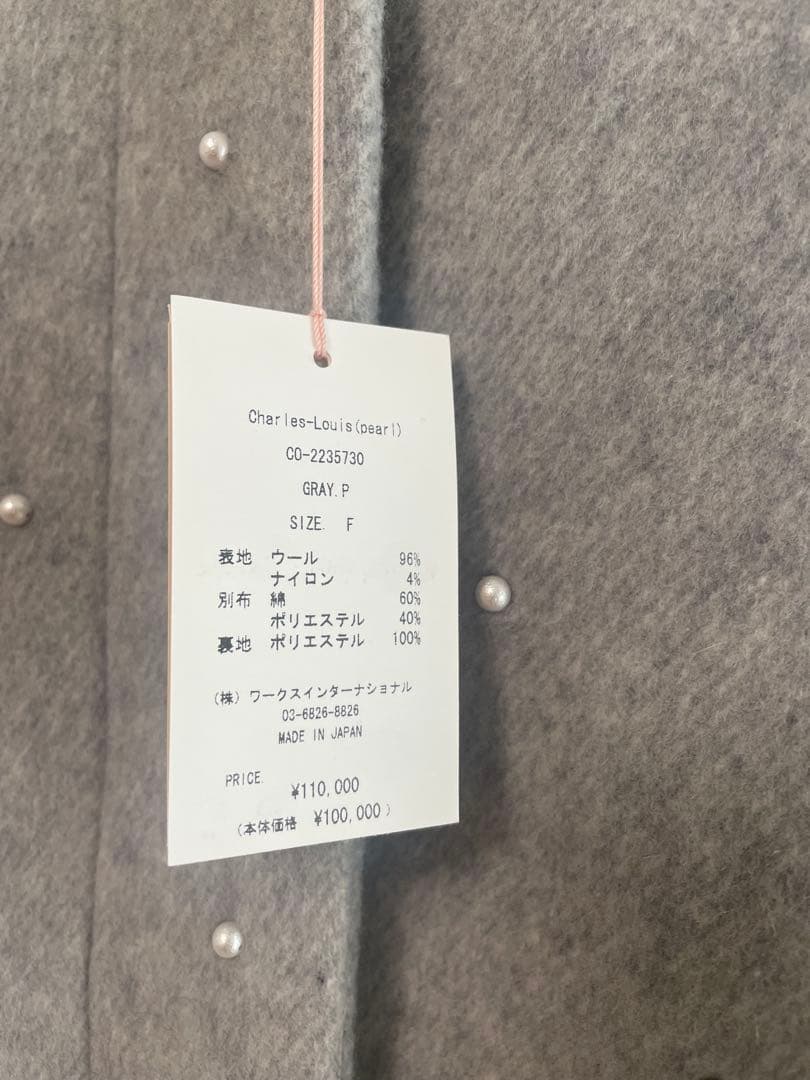 Charles-Louis(pearl)
CO-2235730
GRAY.P
SIZE. F
表地 ウール 96%
ナイロン 4%
別布 綿 60%
ポリエステル 40%
裏地 ポリエステル 100%
(株) ワークスインターナショナル
03-6826-8826
MADE IN JAPAN
PRICE. ¥110,000
(本体価格 ¥100,000)